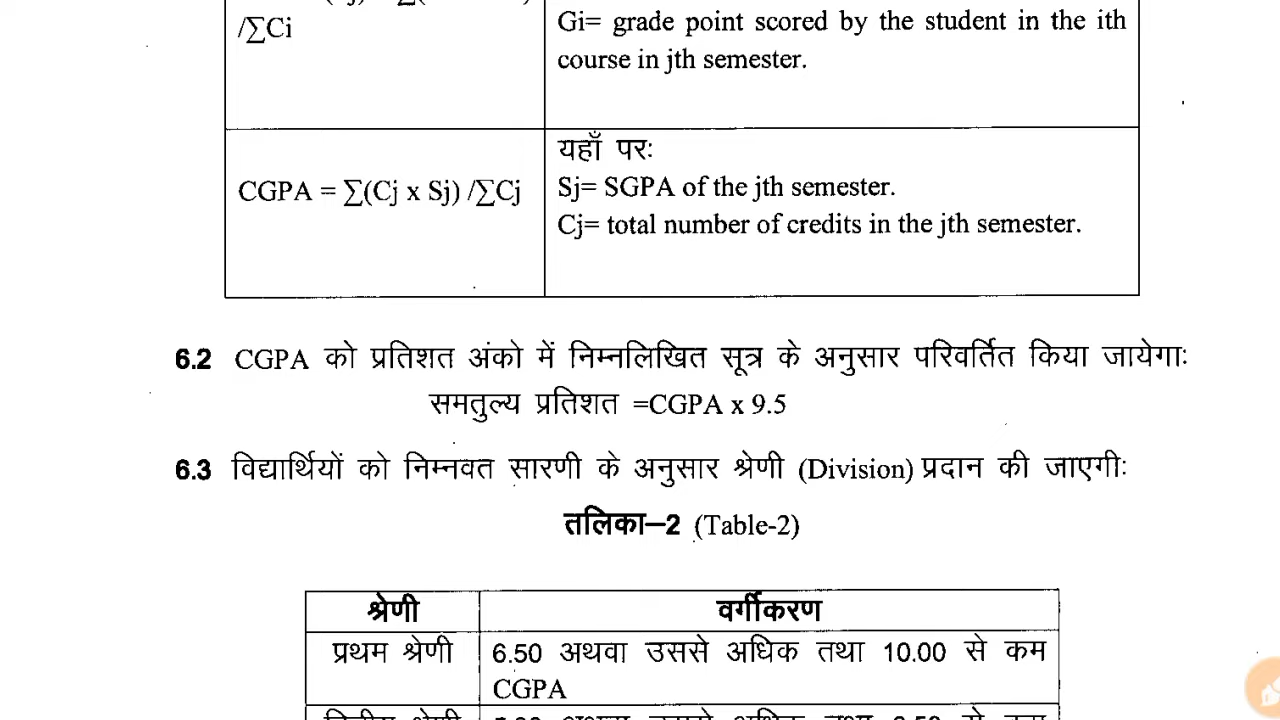 /∑Ci
Gi= grade point scored by the student in the ith
course in jth semester.
यहाँ परः
CGPA = ∑(Cj x Sj) /∑Cj
Sj= SGPA of the jth semester.
Cj= total number of credits in the jth semester.
6.2 CGPA को प्रतिशत अंको में निम्नलिखित सूत्र के अनुसार परिवर्तित किया जायेगाः
समतुल्य प्रतिशत =CGPA x 9.5
6.3 विद्यार्थियों को निम्नवत सारणी के अनुसार श्रेणी (Division) प्रदान की जाएगीः
तलिका–2 (Table-2)
श्रेणी वर्गीकरण
प्रथम श्रेणी 6.50 अथवा उससे अधिक तथा 10.00 से कम
CGPA